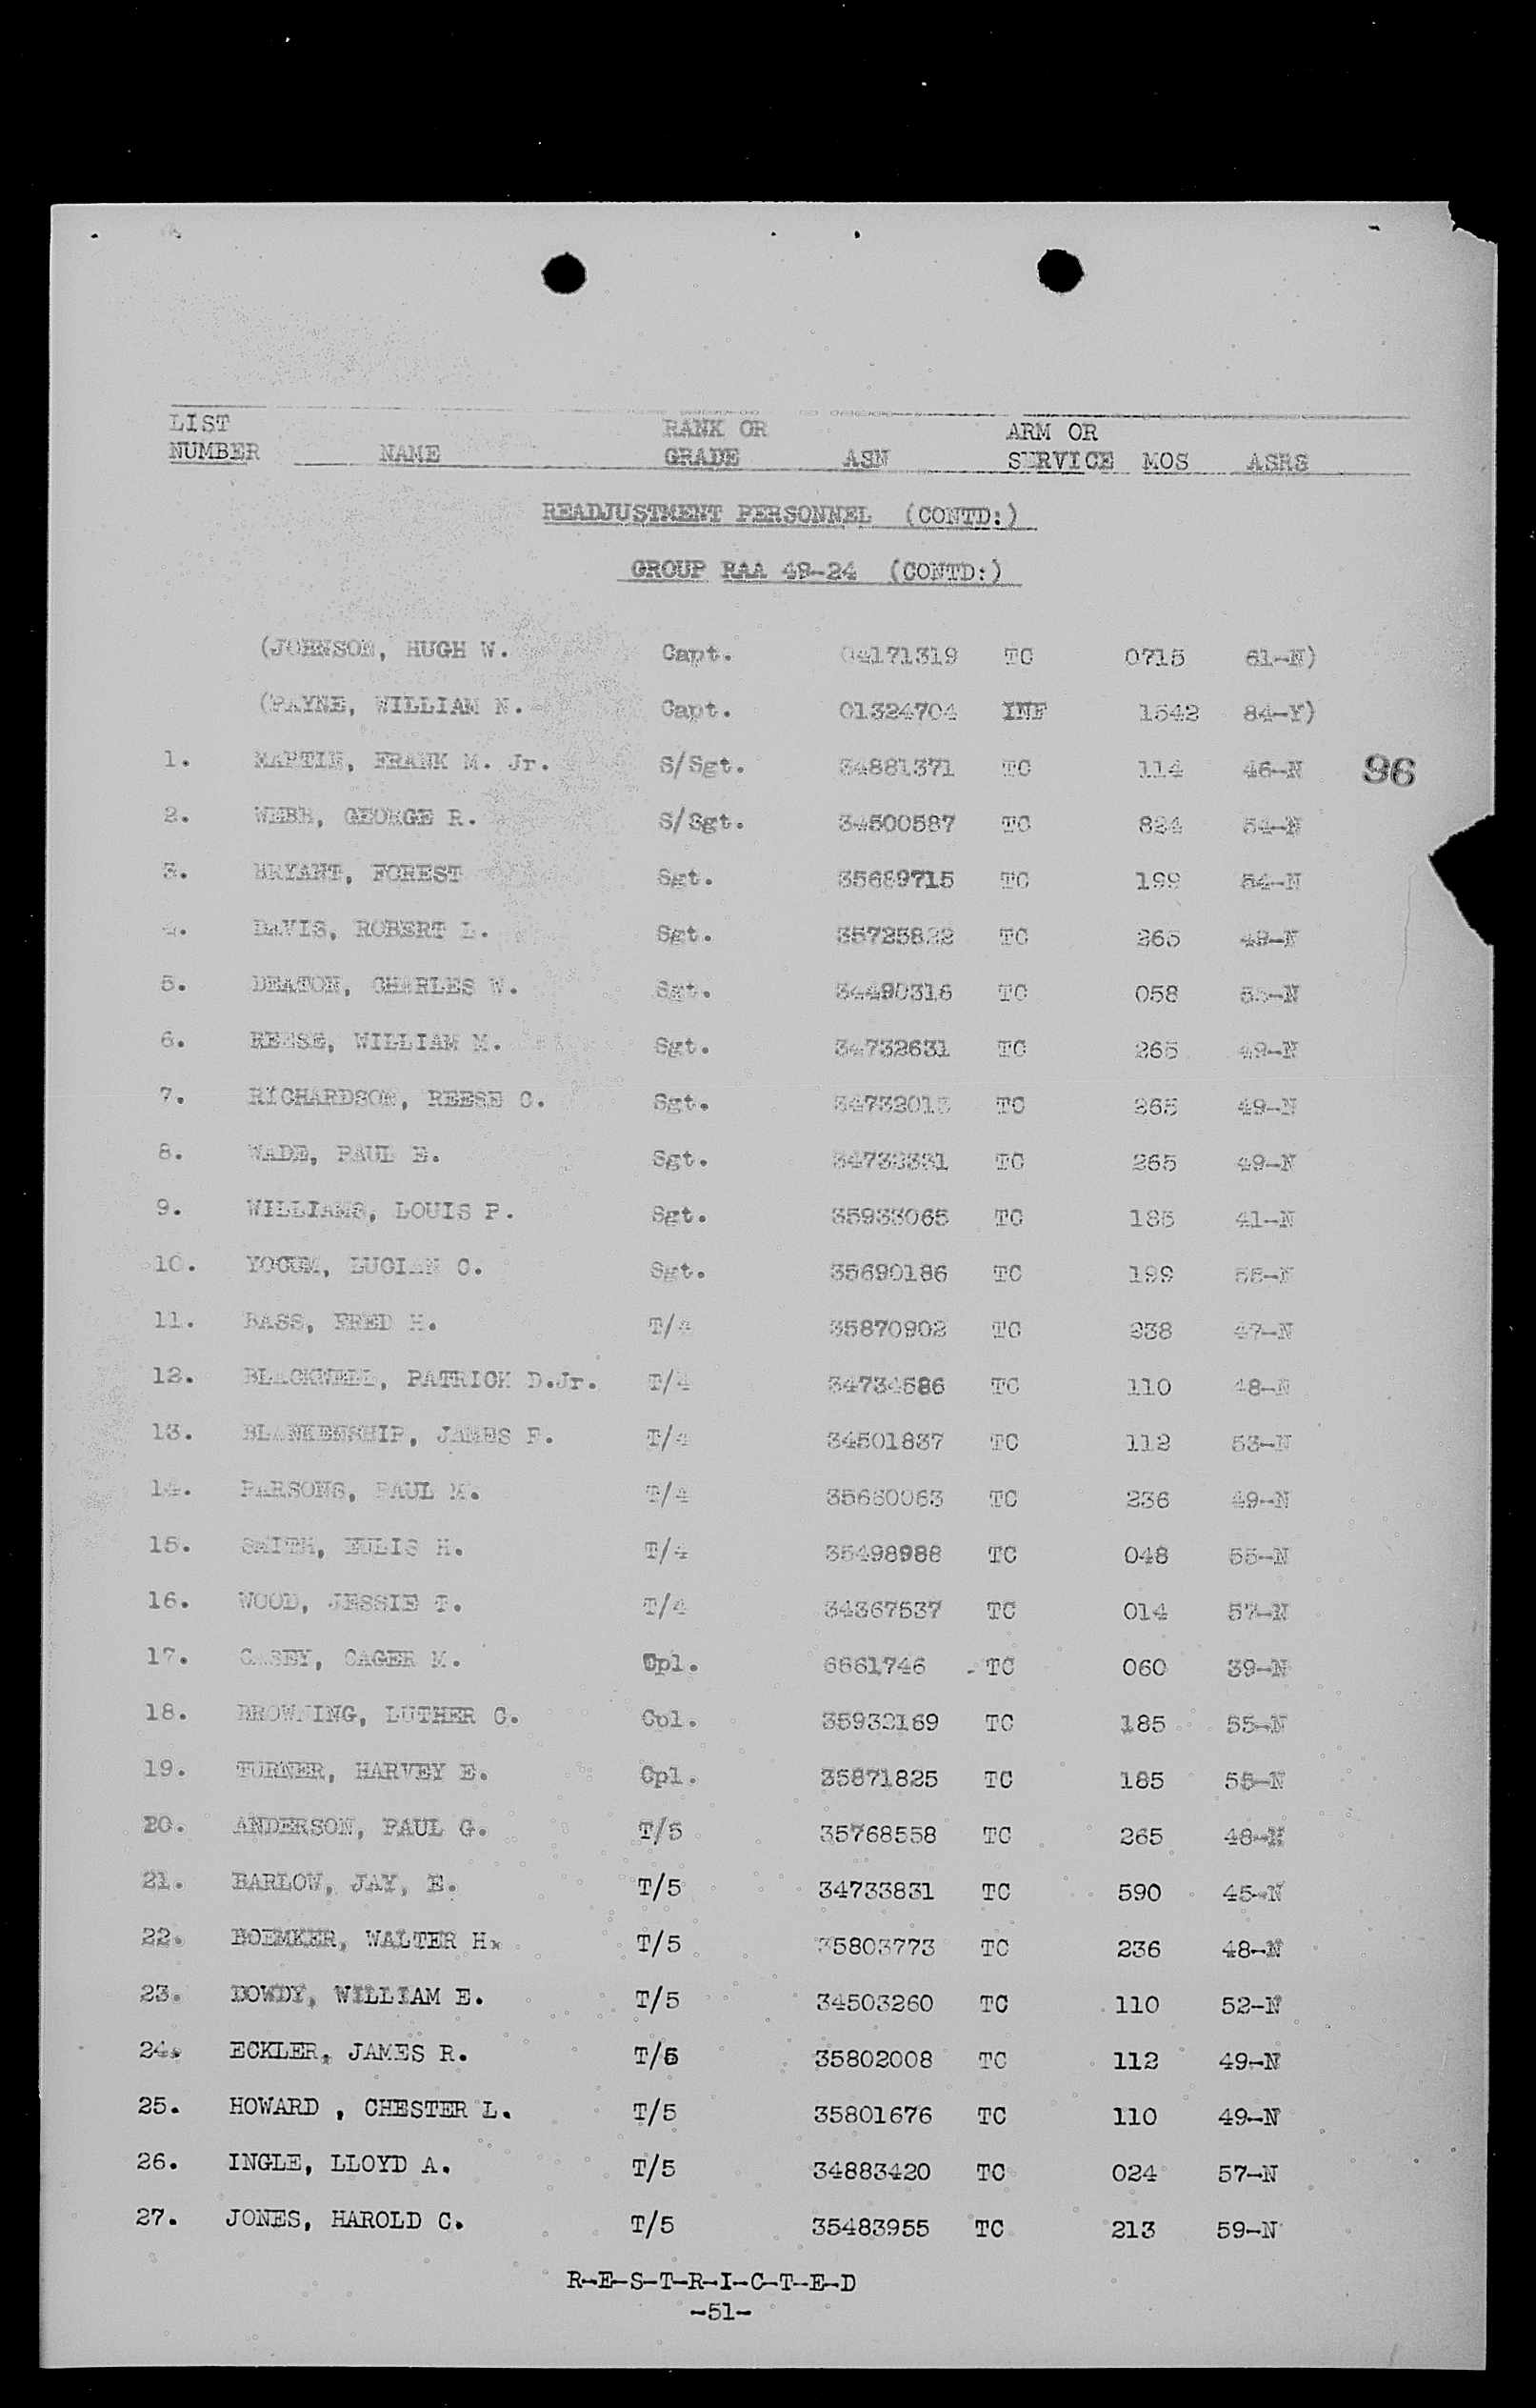 LIST RANK OR ARM OR
NUMBER NAME GRADE ASN SERVICE MOS ASRS
READJUSTMENT PERSONNEL (CONTD:)
GROUP RAA 49-24 (CONTD:)
(JOHNSON, HUGH W. Capt. 04171319 TC 0715 61-N)
(PAYNE, WILLIAM N. Capt. 01324704 INF 1542 84-Y)
1. MARTIN, FRANK M. Jr. S/Sgt. 34881371 TC 114 46-N 96
2. WEBB, GEORGE R. S/Sgt. 34500587 TC 824 54-N
3. BRYANT, FOREST Sgt. 35689715 TC 199 54-N
4. DAVIS, ROBERT L. Sgt. 35725822 TC 265 49-N
5. DEATON, CHARLES W. Sgt. 34490316 TC 058 55-N
6. REESE, WILLIAM M. Sgt. 34732631 TC 265 49-N
7. RICHARDSON, REESE C. Sgt. 34732013 TC 265 49-N
8. WADE, PAUL E. Sgt. TC 265 49-N
9. WILLIAMS, LOUIS P. Sgt. 35933065 TC 185 41-N
10. YOCUM, LUCIAN C. Sgt. 35690186 TC 199 55-N
11. BASS, FRED H. T/4 35870902 TC 238 47-N
12. BLACKWELL, PATRICK D.Jr. T/4 34734586 TC 110 48-N
13. BLANKENSHIP, JAMES F. T/4 34501837 TC 112 53-N
14. PARSONS, PAUL M. T/4 TC 236 49-N
15. SMITH, EULIS H. T/4 35498988 TC 048 55-N
16. WOOD, JESSIE T. T/4 34367537 TC 014 57-N
17. CASEY, CAGER M. Cpl. 6661746 TC 060 39-N
18. BROWNING, LUTHER C. Cpl. 35932169 TC 185 55-N
19. TURNER, HARVEY E. Cpl. 35871825 TC 185 55-N
20. ANDERSON, PAUL G. T/5 35768558 TC 265 48-N
21. BARLOW, JAY, E. T/5 34733831 TC 590 45-N
22. BOEMKER, WALTER H. T/5 35803773 TC 236 48-N
23. DOWDY, WILLIAM E. T/5 34503260 TC 110 52-N
24. ECKLER, JAMES R. T/5 35802008 TC 112 49-N
25. HOWARD , CHESTER L. T/5 35801676 TC 110 49-N
26. INGLE, LLOYD A. T/5 34883420 TC 024 57-N
27. JONES, HAROLD C. T/5 35483955 TC 213 59-N
R-E-S-T-R-I-C-T-E-D
-51-